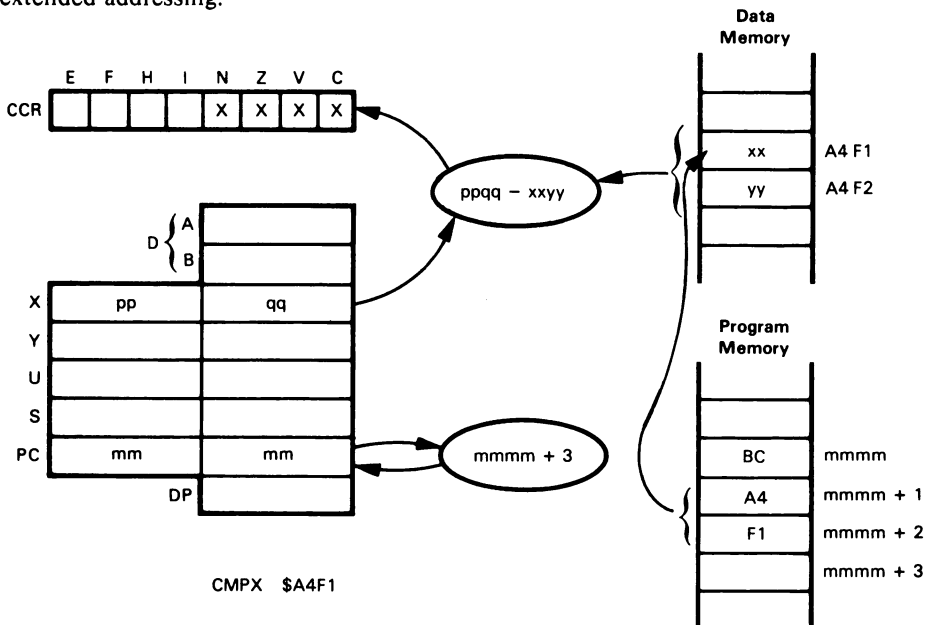 extended addressing.
Data
Memory
E F H I N Z V C
CCR X X X X
xx A4 F1
ppqq – xxyy
yy A4 F2
A
D
B
X pp qq
Program
Memory
Y
U
S
PC mm mm
mmmm + 3
BC mmmm
DP
A4 mmmm + 1
F1 mmmm + 2
CMPX $A4F1
mmmm + 3